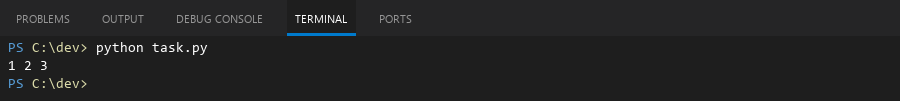 PROBLEMS OUTPUT DEBUG CONSOLE TERMINAL PORTS
PS C:\dev> python task.py
1 2 3
PS C:\dev>